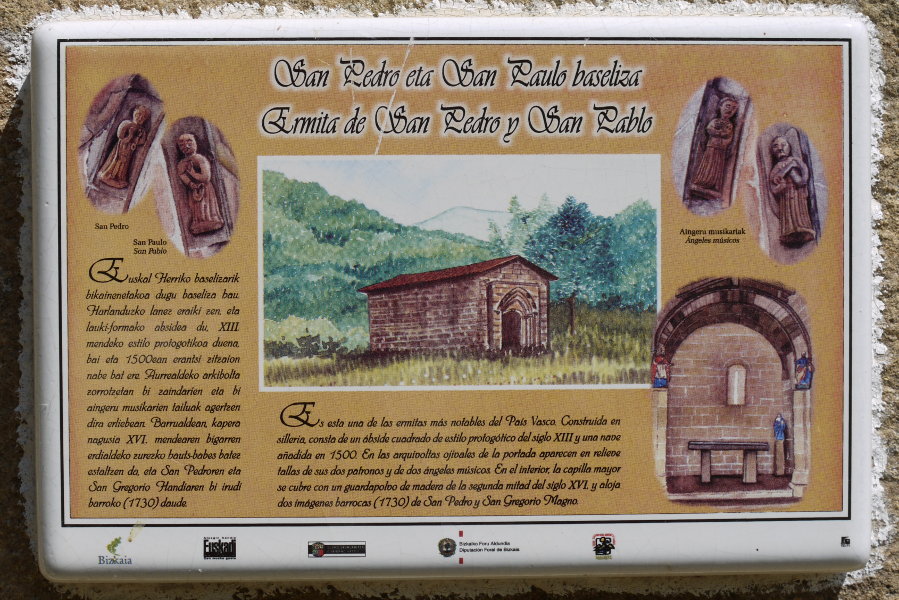 San Pedro eta San Paulo baseliza
Ermita de San Pedro y San Pablo
San Pedro
San Paulo
San Pablo
Aingeru musikariak
Ángeles músicos
Euskal Herriko baselizarik
bikainenetakoa dugu baseliza hau.
Harlanduzko lanez eraiki zen, eta
lauki-formako absidea du, XIII.
mendeko estilo protogotikoa duena,
bai eta 1500ean erantsi zitzaion
nabe bat ere. Aurrealdeko arkibolta
zorrotzetan bi zaindarien eta bi
aingeru musikarien tailuak agertzen
dira erliebean. Barrualdean, kapera
nagusia XVI. mendearen bigarren
erdialdeko zurezko hauts-babes batez
estaltzen da, eta San Pedroren eta
San Gregorio Handiaren bi irudi
barroko (1730) daude.
Es esta una de las ermitas más notables del País Vasco. Construida en
sillería, consta de un ábside cuadrado de estilo protogótico del siglo XIII y una nave
añadida en 1500. En las arquivoltas ojivales de la portada aparecen en relieve
tallas de sus dos patronos y de dos ángeles músicos. En el interior, la capilla mayor
se cubre con un guardapolvo de madera de la segunda mitad del siglo XVI, y aloja
dos imágenes barrocas (1730) de San Pedro y San Gregorio Magno.
Bizkaia
Euskadi
Bizkaiko Foru Aldundia
Diputación Foral de Bizkaia